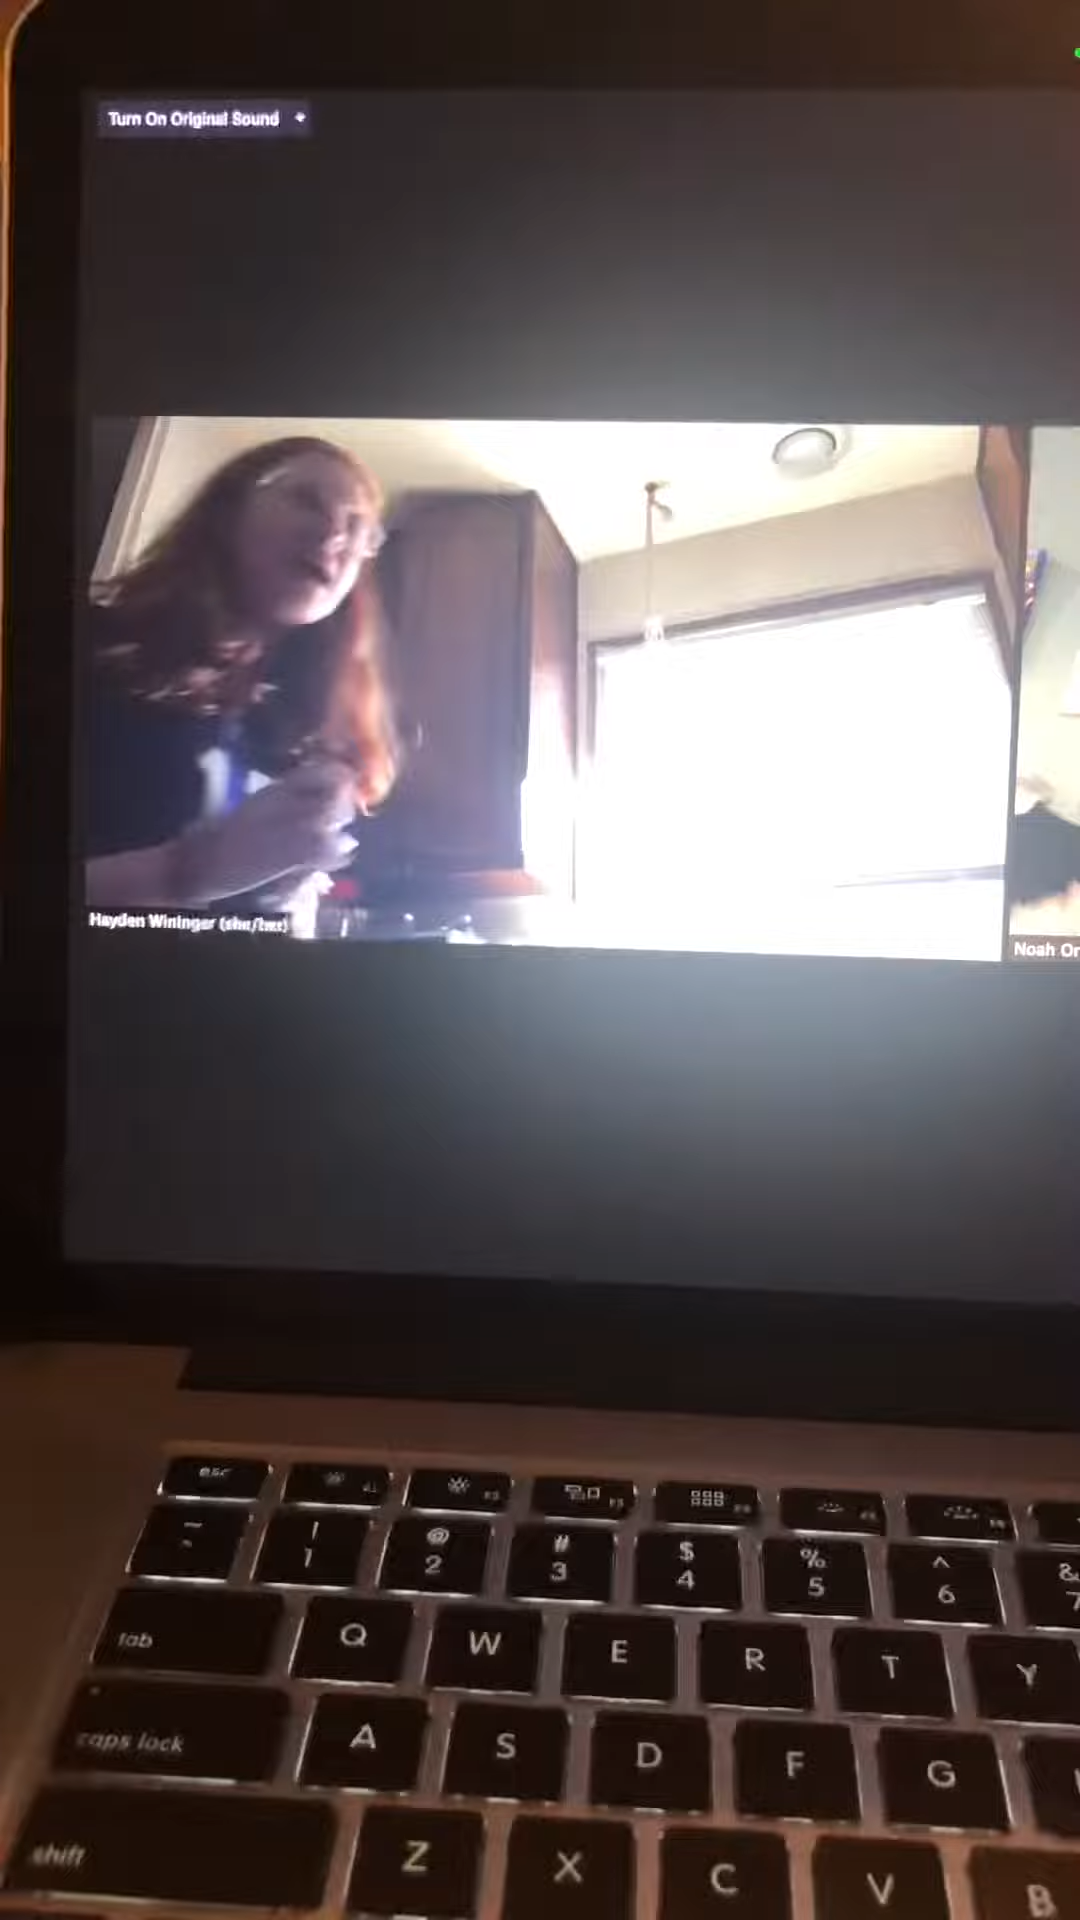 Turn On Original Sound
Hayden Wininger (she/her)
Noah Or
esc
! @ # $ % ^ &
1 2 3 4 5 6 7
tab Q W E R T Y
caps lock A S D F G
shift Z X C V B